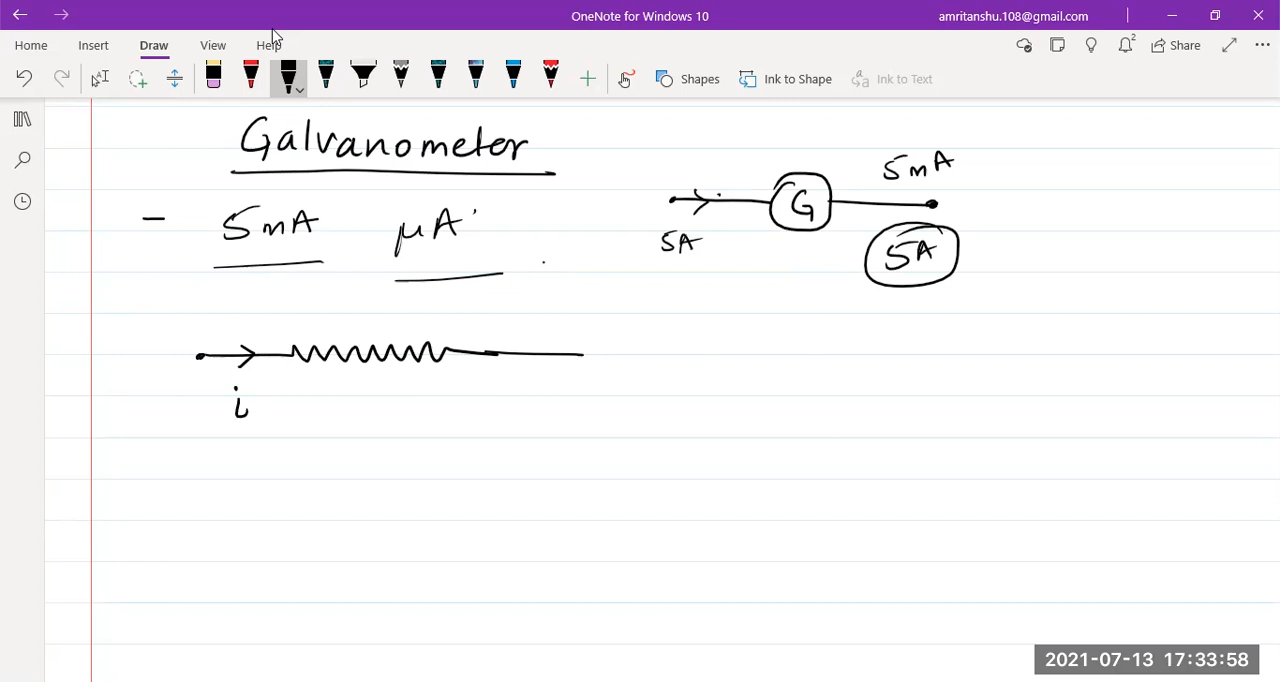 OneNote for Windows 10
amritanshu.108@gmail.com
Home Insert Draw View Help
2 Share
Shapes Ink to Shape Ink to Text
Galvanometer
– 5mA μA
5mA
G
5A
5A
i
2021-07-13 17:33:58